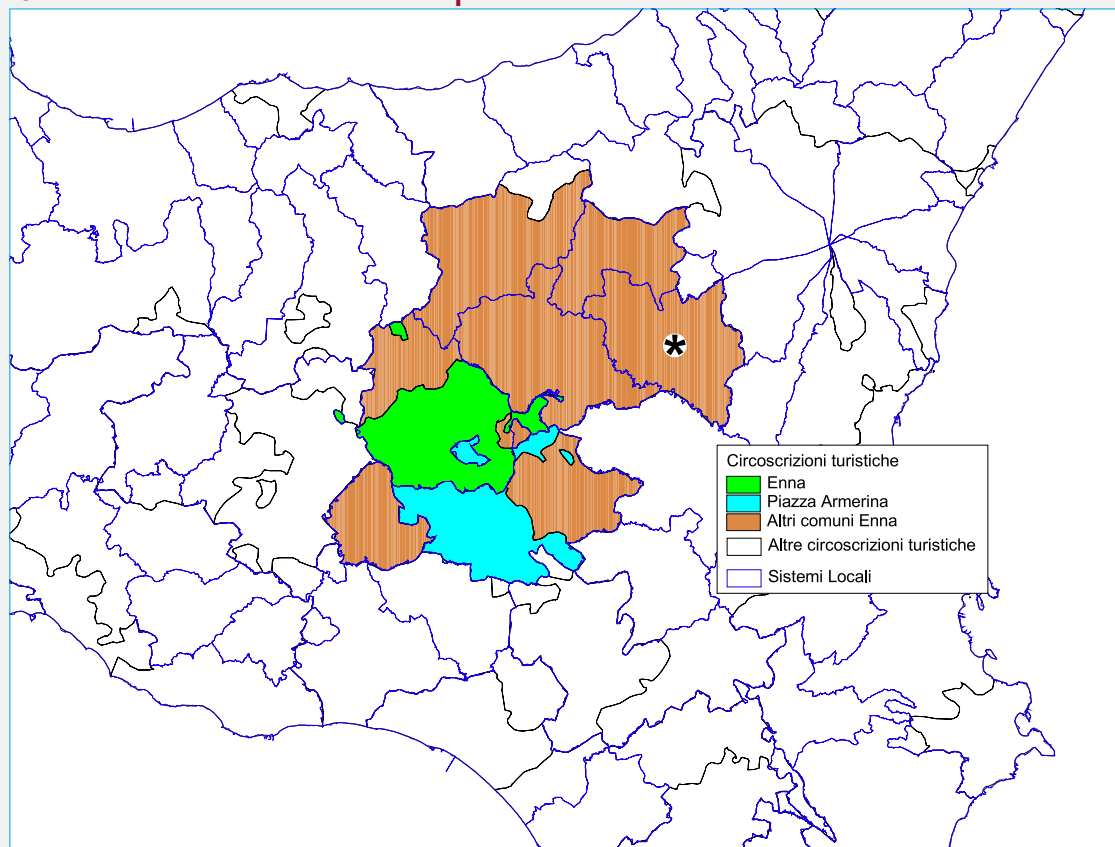 Circoscrizioni turistiche
Enna
Piazza Armerina
Altri comuni Enna
Altre circoscrizioni turistiche
Sistemi Locali